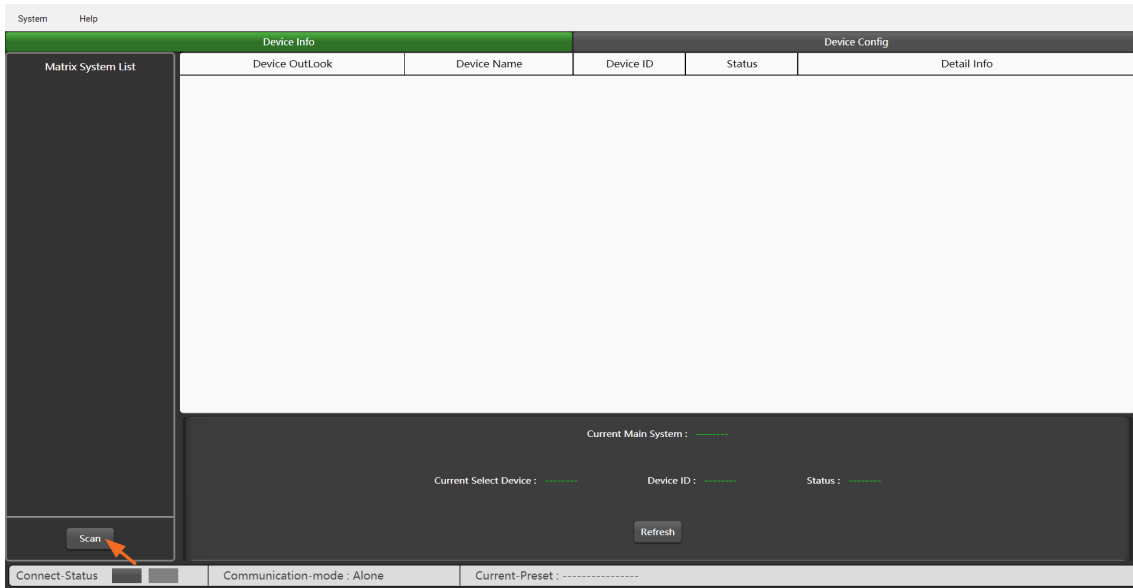 System Help
Device Info Device Config
Matrix System List Device OutLook Device Name Device ID Status Detail Info
Current Main System : --------
Current Select Device : -------- Device ID : -------- Status : --------
Scan Refresh
Connect-Status Communication-mode : Alone Current-Preset : ----------------